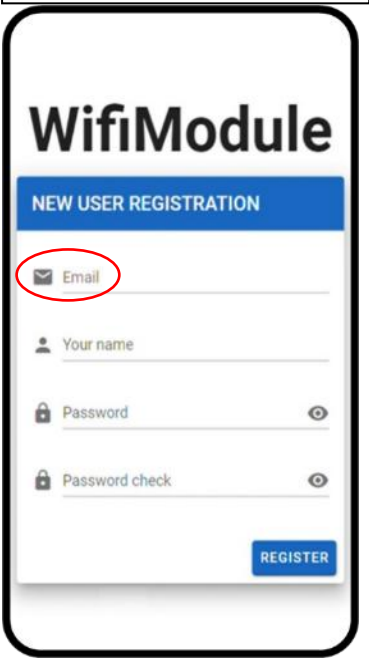 WifiModule
NEW USER REGISTRATION
Email
Your name
Password
Password check
REGISTER